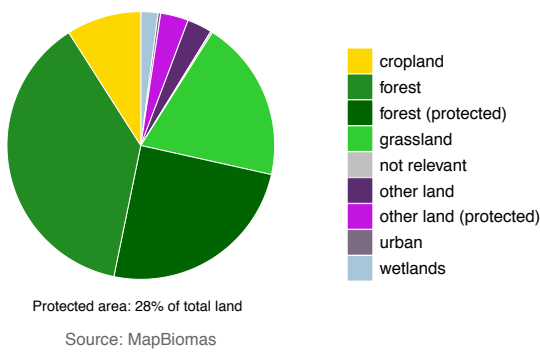 cropland
forest
forest (protected)
grassland
not relevant
other land
other land (protected)
urban
wetlands
Protected area: 28% of total land
Source: MapBiomas